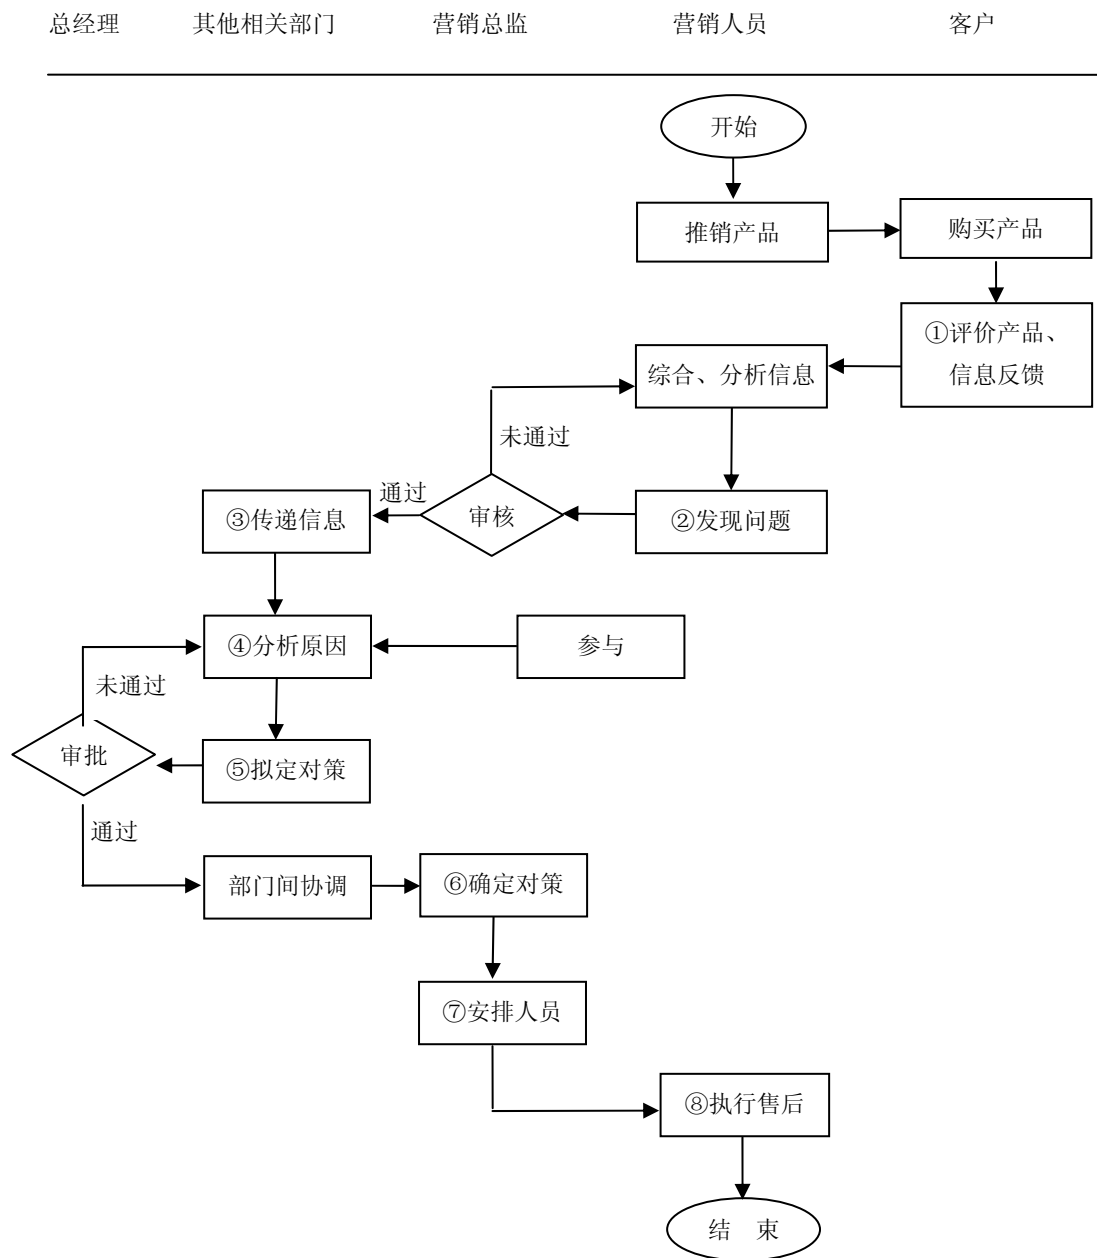 总经理 其他相关部门 营销总监 营销人员 客户
开始
推销产品
购买产品
①评价产品、
信息反馈
综合、分析信息
未通过
通过
③传递信息
审核
②发现问题
④分析原因
参与
未通过
审批
⑤拟定对策
通过
部门间协调
⑥确定对策
⑦安排人员
⑧执行售后
结 束